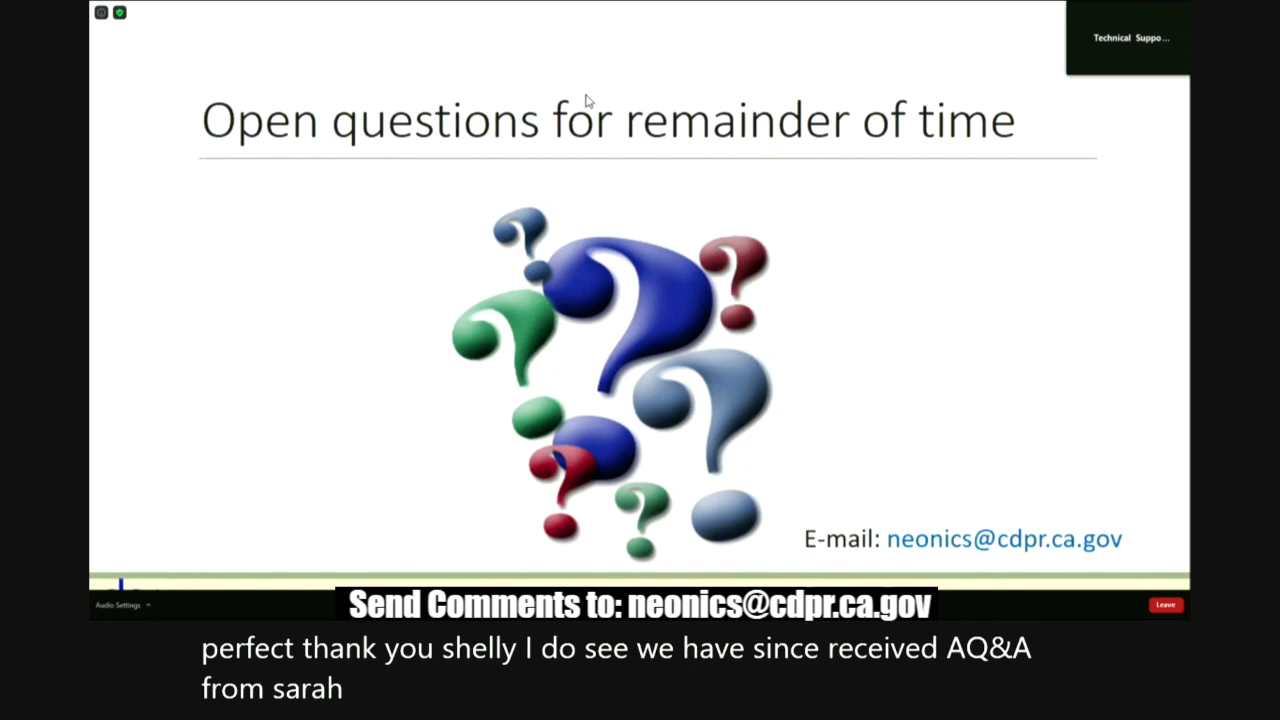 Technical Suppo...
Open questions for remainder of time
E-mail: neonics@cdpr.ca.gov
Audio Settings
Leave
Send Comments to: neonics@cdpr.ca.gov
perfect thank you shelly I do see we have since received AQ&A
from sarah